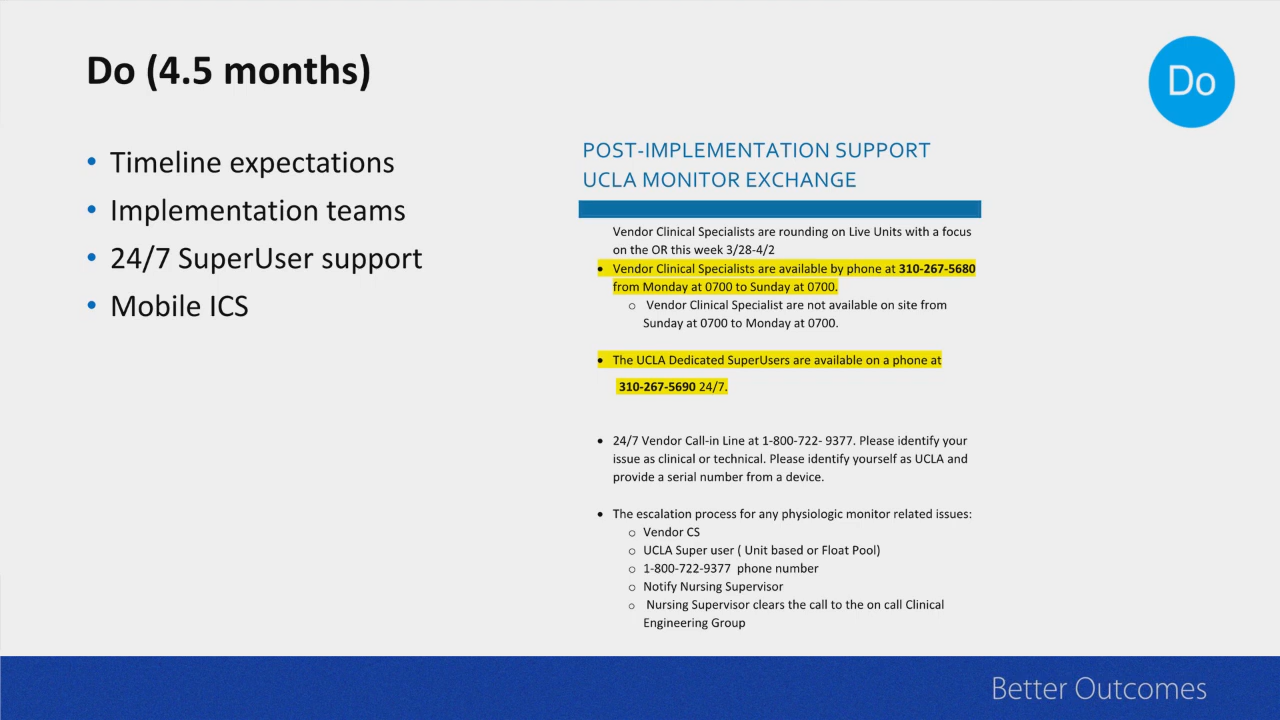 Do (4.5 months)
Do
• Timeline expectations
• Implementation teams
• 24/7 SuperUser support
• Mobile ICS
POST-IMPLEMENTATION SUPPORT
UCLA MONITOR EXCHANGE
Vendor Clinical Specialists are rounding on Live Units with a focus
on the OR this week 3/28-4/2
• Vendor Clinical Specialists are available by phone at 310-267-5680
from Monday at 0700 to Sunday at 0700.
o Vendor Clinical Specialist are not available on site from
Sunday at 0700 to Monday at 0700.
• The UCLA Dedicated SuperUsers are available on a phone at
310-267-5690 24/7.
• 24/7 Vendor Call-in Line at 1-800-722- 9377. Please identify your
issue as clinical or technical. Please identify yourself as UCLA and
provide a serial number from a device.
• The escalation process for any physiologic monitor related issues:
o Vendor CS
o UCLA Super user ( Unit based or Float Pool)
o 1-800-722-9377 phone number
o Notify Nursing Supervisor
o Nursing Supervisor clears the call to the on call Clinical
Engineering Group
Better Outcomes